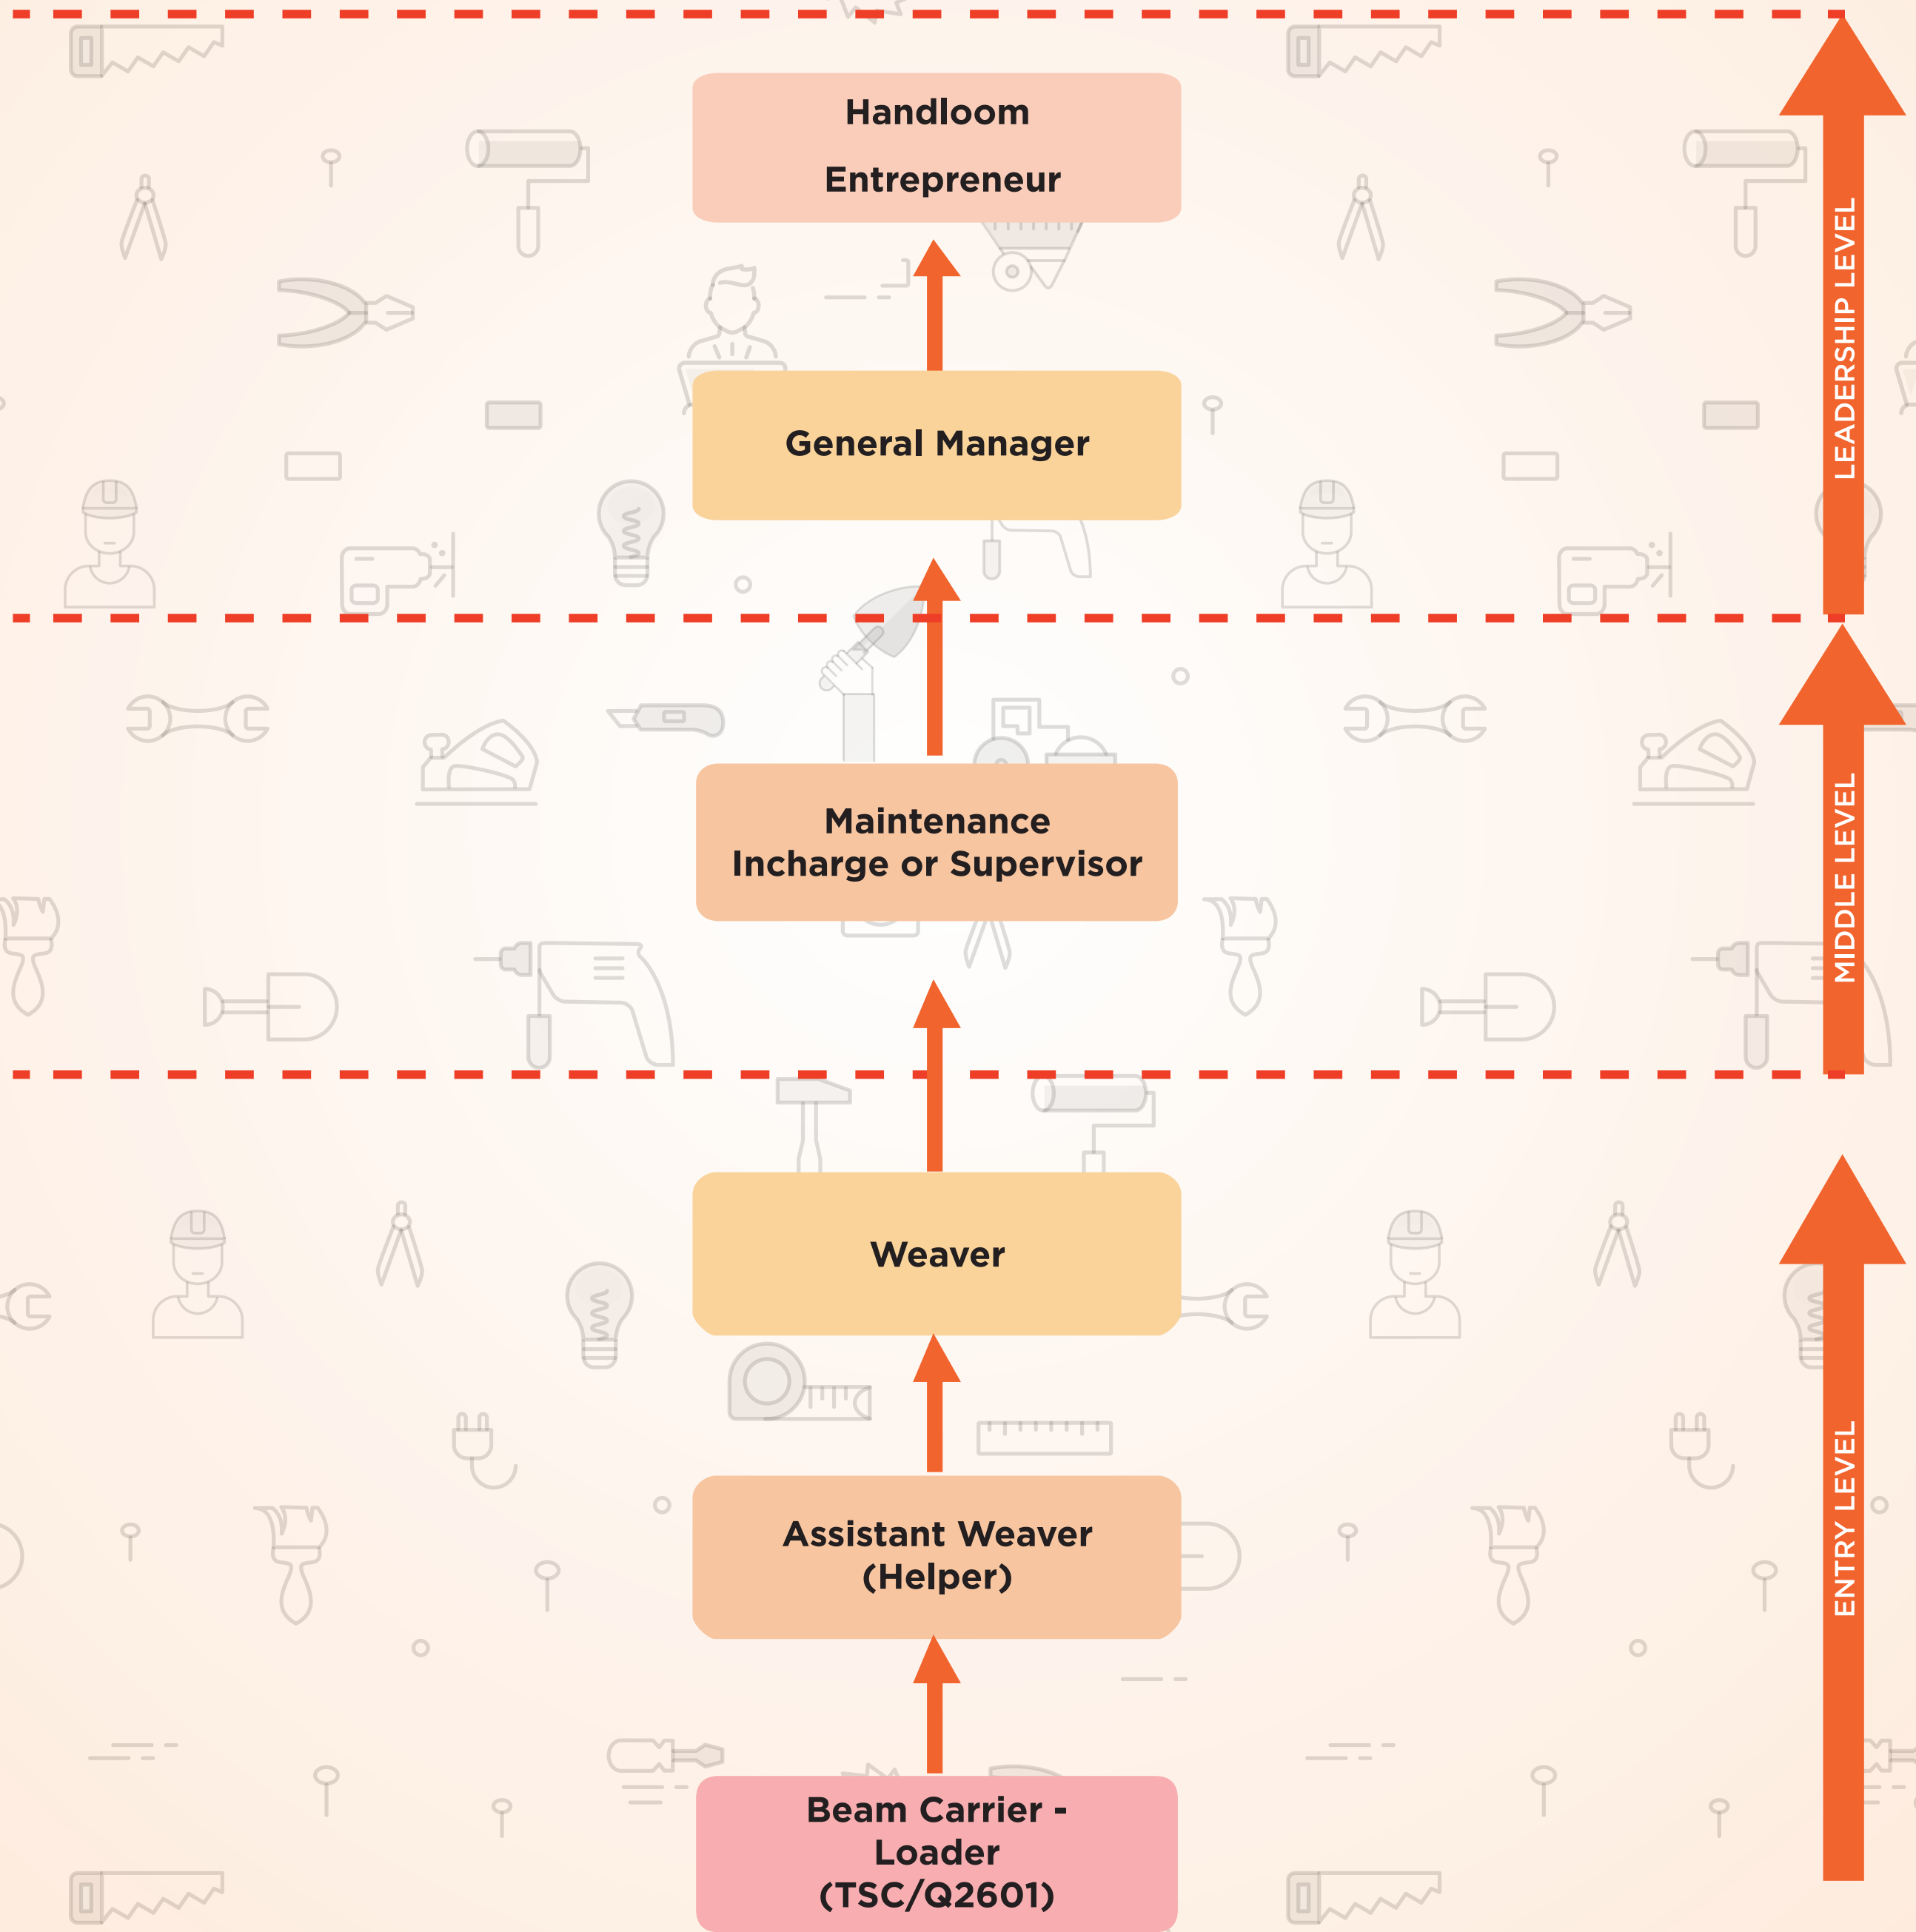 Handloom
Entrepreneur
General Manager
LEADERSHIP LEVEL
Maintenance
Incharge or Supervisor
MIDDLE LEVEL
Weaver
Assistant Weaver
(Helper)
Beam Carrier -
Loader
(TSC/Q2601)
ENTRY LEVEL